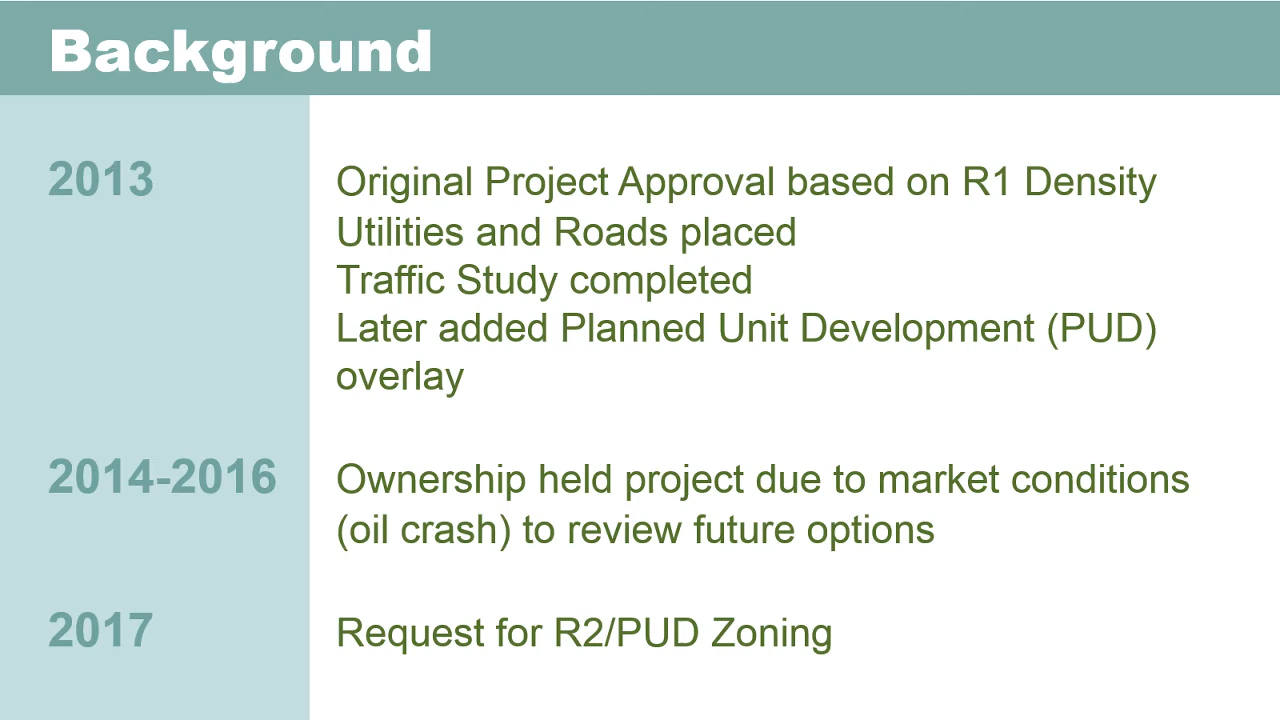 Background
2013
Original Project Approval based on R1 Density
Utilities and Roads placed
Traffic Study completed
Later added Planned Unit Development (PUD)
overlay
2014-2016
Ownership held project due to market conditions
(oil crash) to review future options
2017
Request for R2/PUD Zoning